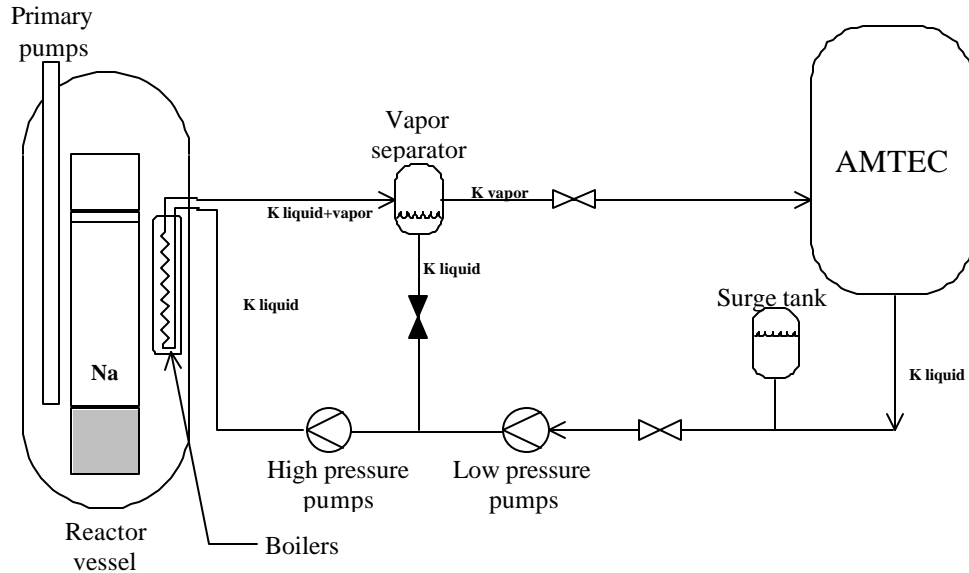 Primary
pumps
Vapor
separator
AMTEC
K vapor
K liquid+vapor
K liquid
Surge tank
K liquid
Na
K liquid
High pressure
pumps
Low pressure
pumps
Reactor
vessel
Boilers